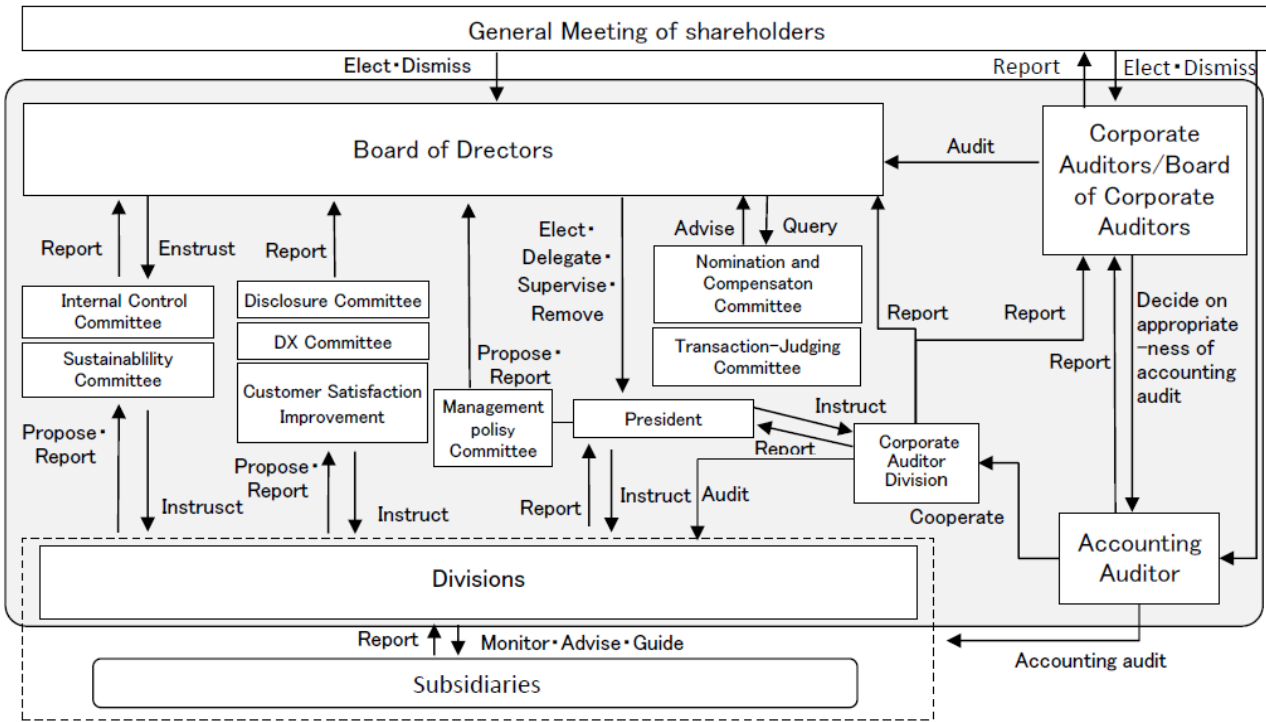 General Meeting of shareholders
Elect・Dismiss
Report
Elect・Dismiss
Board of Drectors
Audit
Corporate
Auditors/Board
of Corporate
Auditors
Report
Enstrust
Report
Elect・
Delegate・
Supervise・
Remove
Advise
Query
Internal Control
Committee
Sustainablility
Committee
Disclosure Committee
DX Committee
Customer Satisfaction
Improvement
Nomination and
Compensaton
Committee
Transaction-Judging
Committee
Report
Report
Report
Decide on
appropriate
-ness of
accounting
audit
Propose・
Report
Management
polisy
Committee
President
Instruct
Report
Corporate
Auditor
Division
Propose・
Report
Instrusct
Propose・
Report
Instruct
Report
Instruct
Audit
Cooperate
Accounting
Auditor
Divisions
Report
Monitor・Advise・Guide
Accounting audit
Subsidiaries